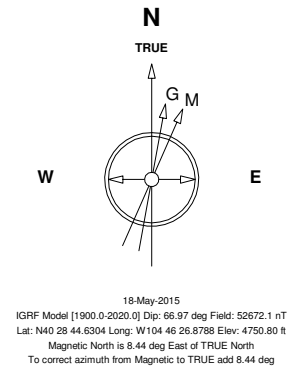 N
TRUE
G M
W E
18-May-2015
IGRF Model [1900.0-2020.0] Dip: 66.97 deg Field: 52672.1 nT
Lat: N40 28 44.6304 Long: W104 46 26.8788 Elev: 4750.80 ft
Magnetic North is 8.44 deg East of TRUE North
To correct azimuth from Magnetic to TRUE add 8.44 deg